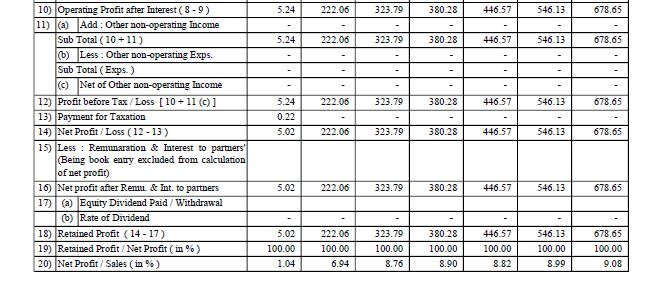 10) Operating Profit after Interest ( 8 - 9 ) 5.24 222.06 323.79 380.28 446.57 546.13 678.65
11) (a) Add : Other non-operating Income - - - - - - -
Sub Total ( 10 + 11 ) 5.24 222.06 323.79 380.28 446.57 546.13 678.65
(b) Less : Other non-operating Exps. - - - - - - -
Sub Total ( Exps. ) - - - - - - -
(c) Net of Other non-operating Income - - - - - - -
12) Profit before Tax / Loss [ 10 + 11 (c) ] 5.24 222.06 323.79 380.28 446.57 546.13 678.65
13) Payment for Taxation 0.22 - - - - - -
14) Net Profit / Loss ( 12 - 13 ) 5.02 222.06 323.79 380.28 446.57 546.13 678.65
15) Less : Remunaration & Interest to partners'
(Being book entry excluded from calculation
of net profit)
16) Net profit after Remu. & Int. to partners 5.02 222.06 323.79 380.28 446.57 546.13 678.65
17) (a) Equity Dividend Paid / Withdrawal
(b) Rate of Dividend - - - - - - -
18) Retained Profit ( 14 - 17 ) 5.02 222.06 323.79 380.28 446.57 546.13 678.65
19) Retained Profit / Net Profit ( in % ) 100.00 100.00 100.00 100.00 100.00 100.00 100.00
20) Net Profit / Sales ( in % ) 1.04 6.94 8.76 8.90 8.82 8.99 9.08